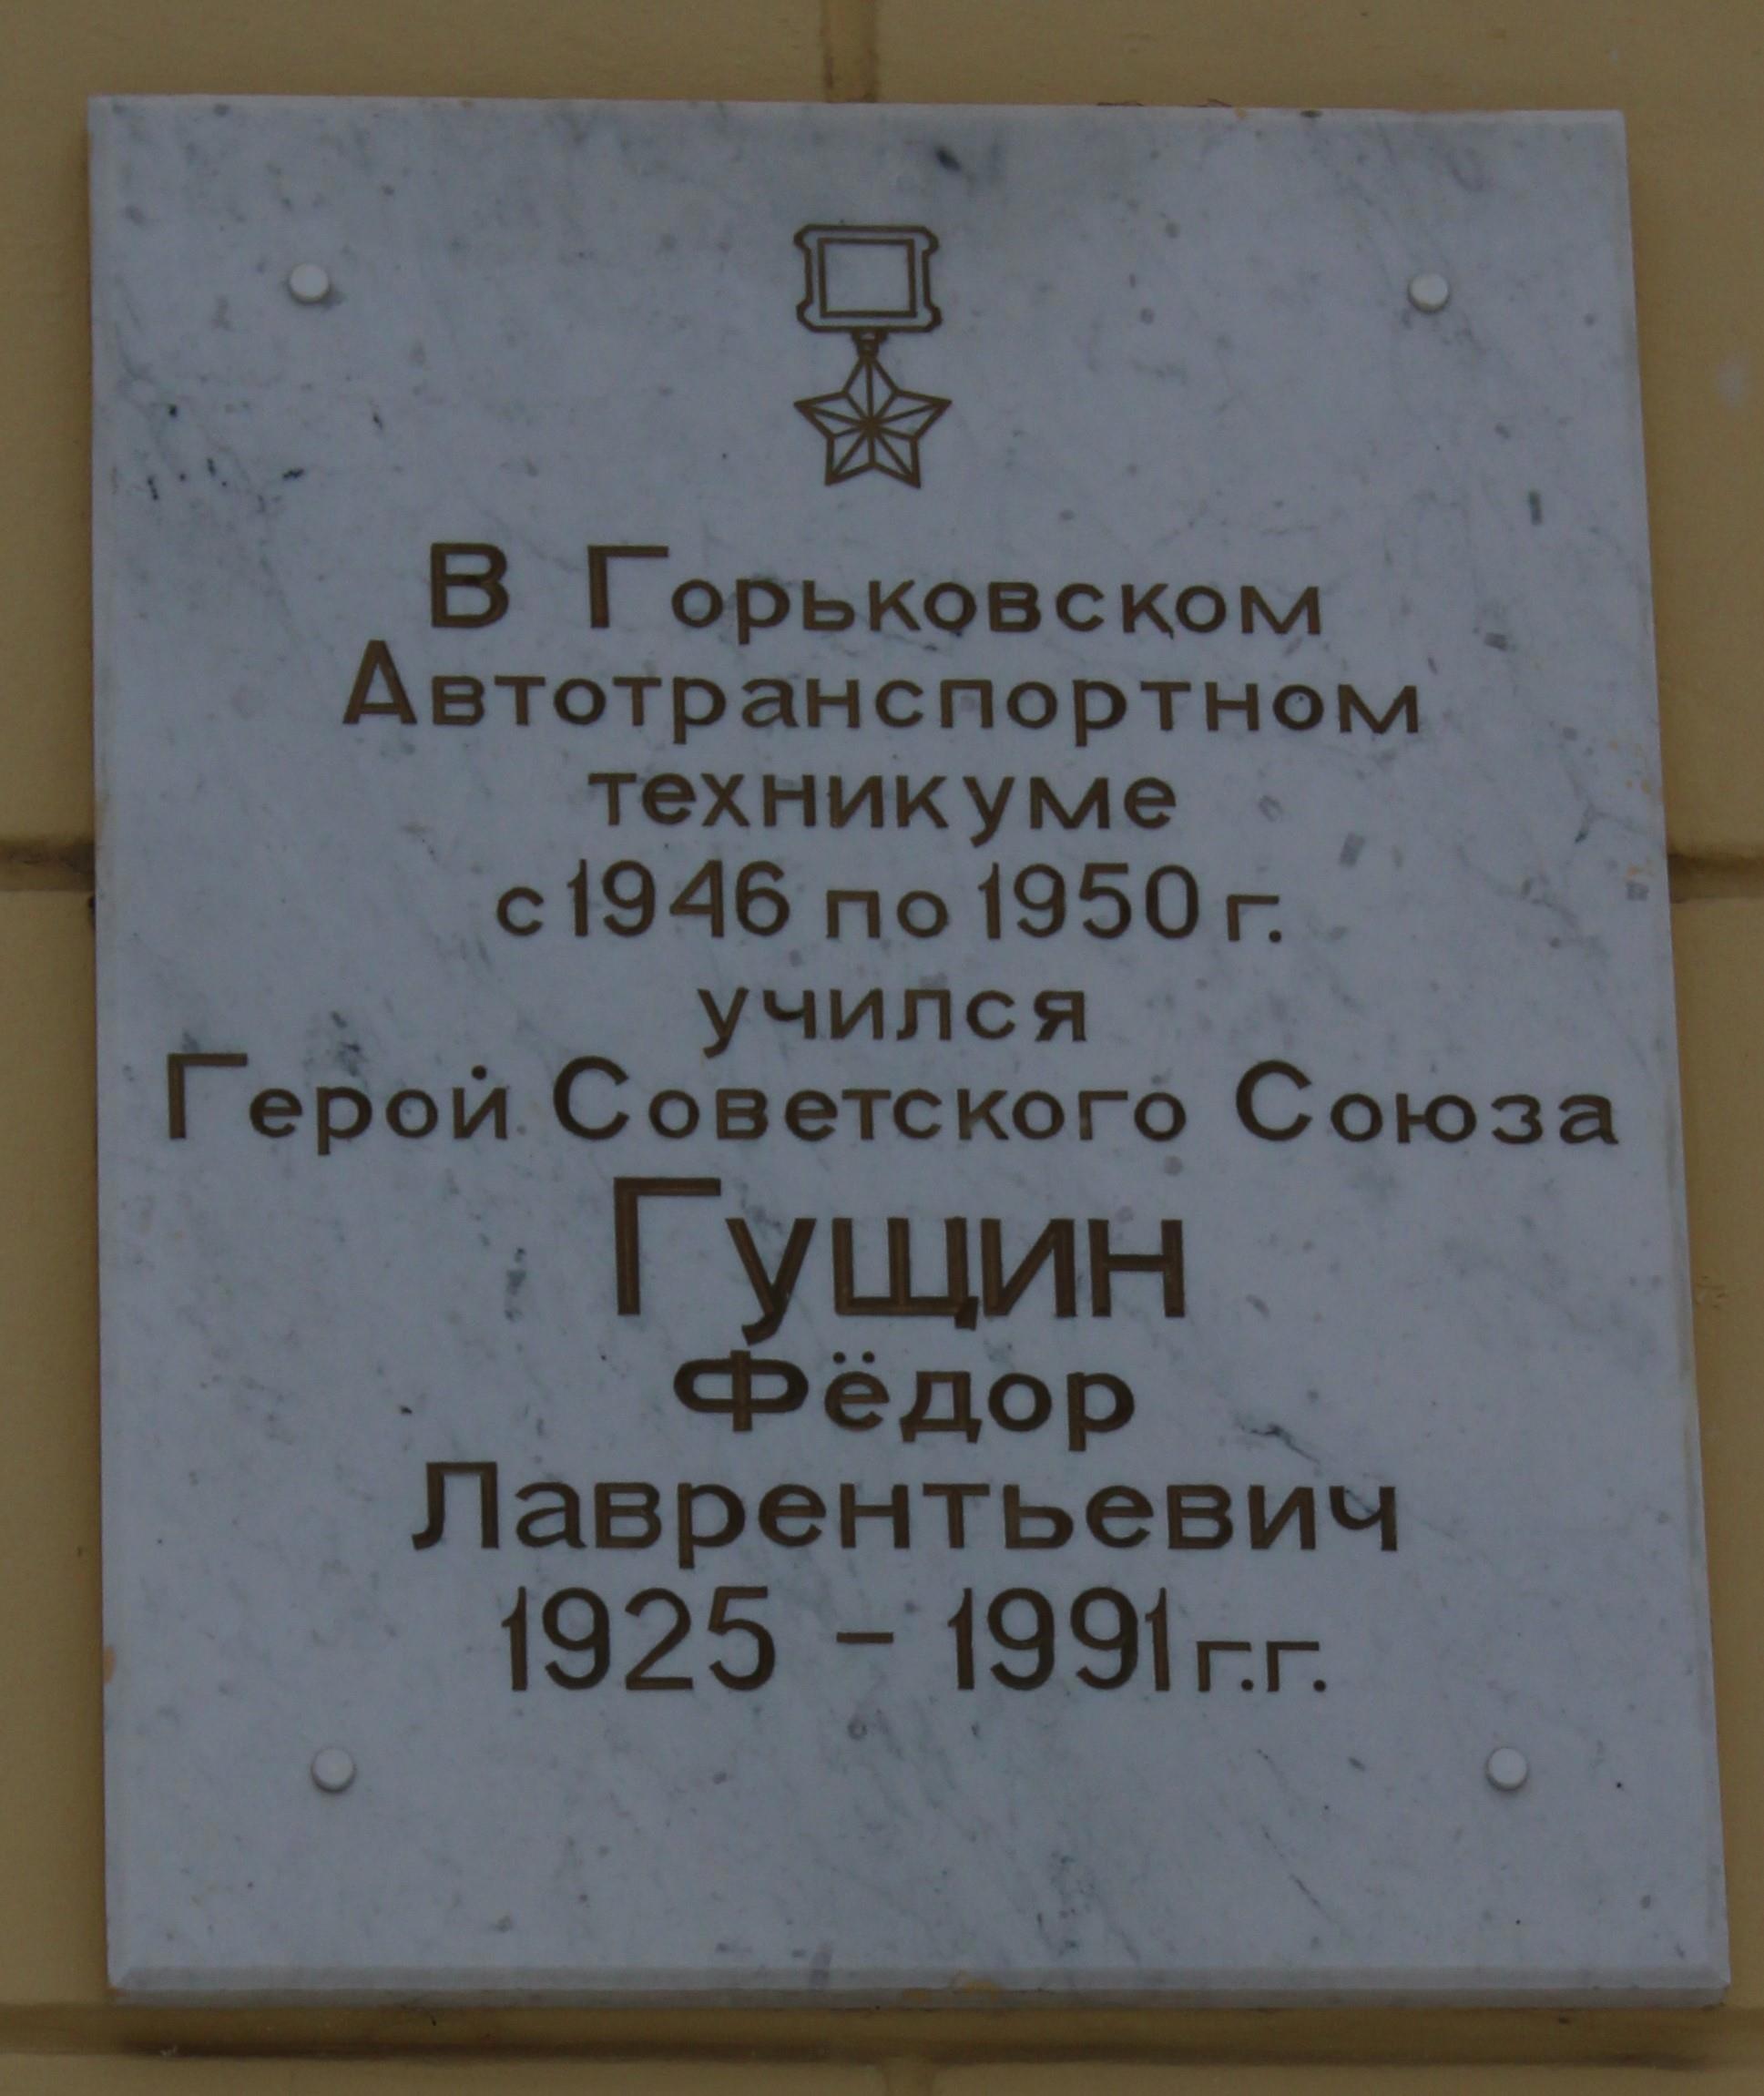 В Горьковском
Автотранспортном
техникуме
с 1946 по 1950 г.
учился
Герой Советского Союза
Гущин
Фёдор
Лаврентьевич
1925 – 1991 г.г.